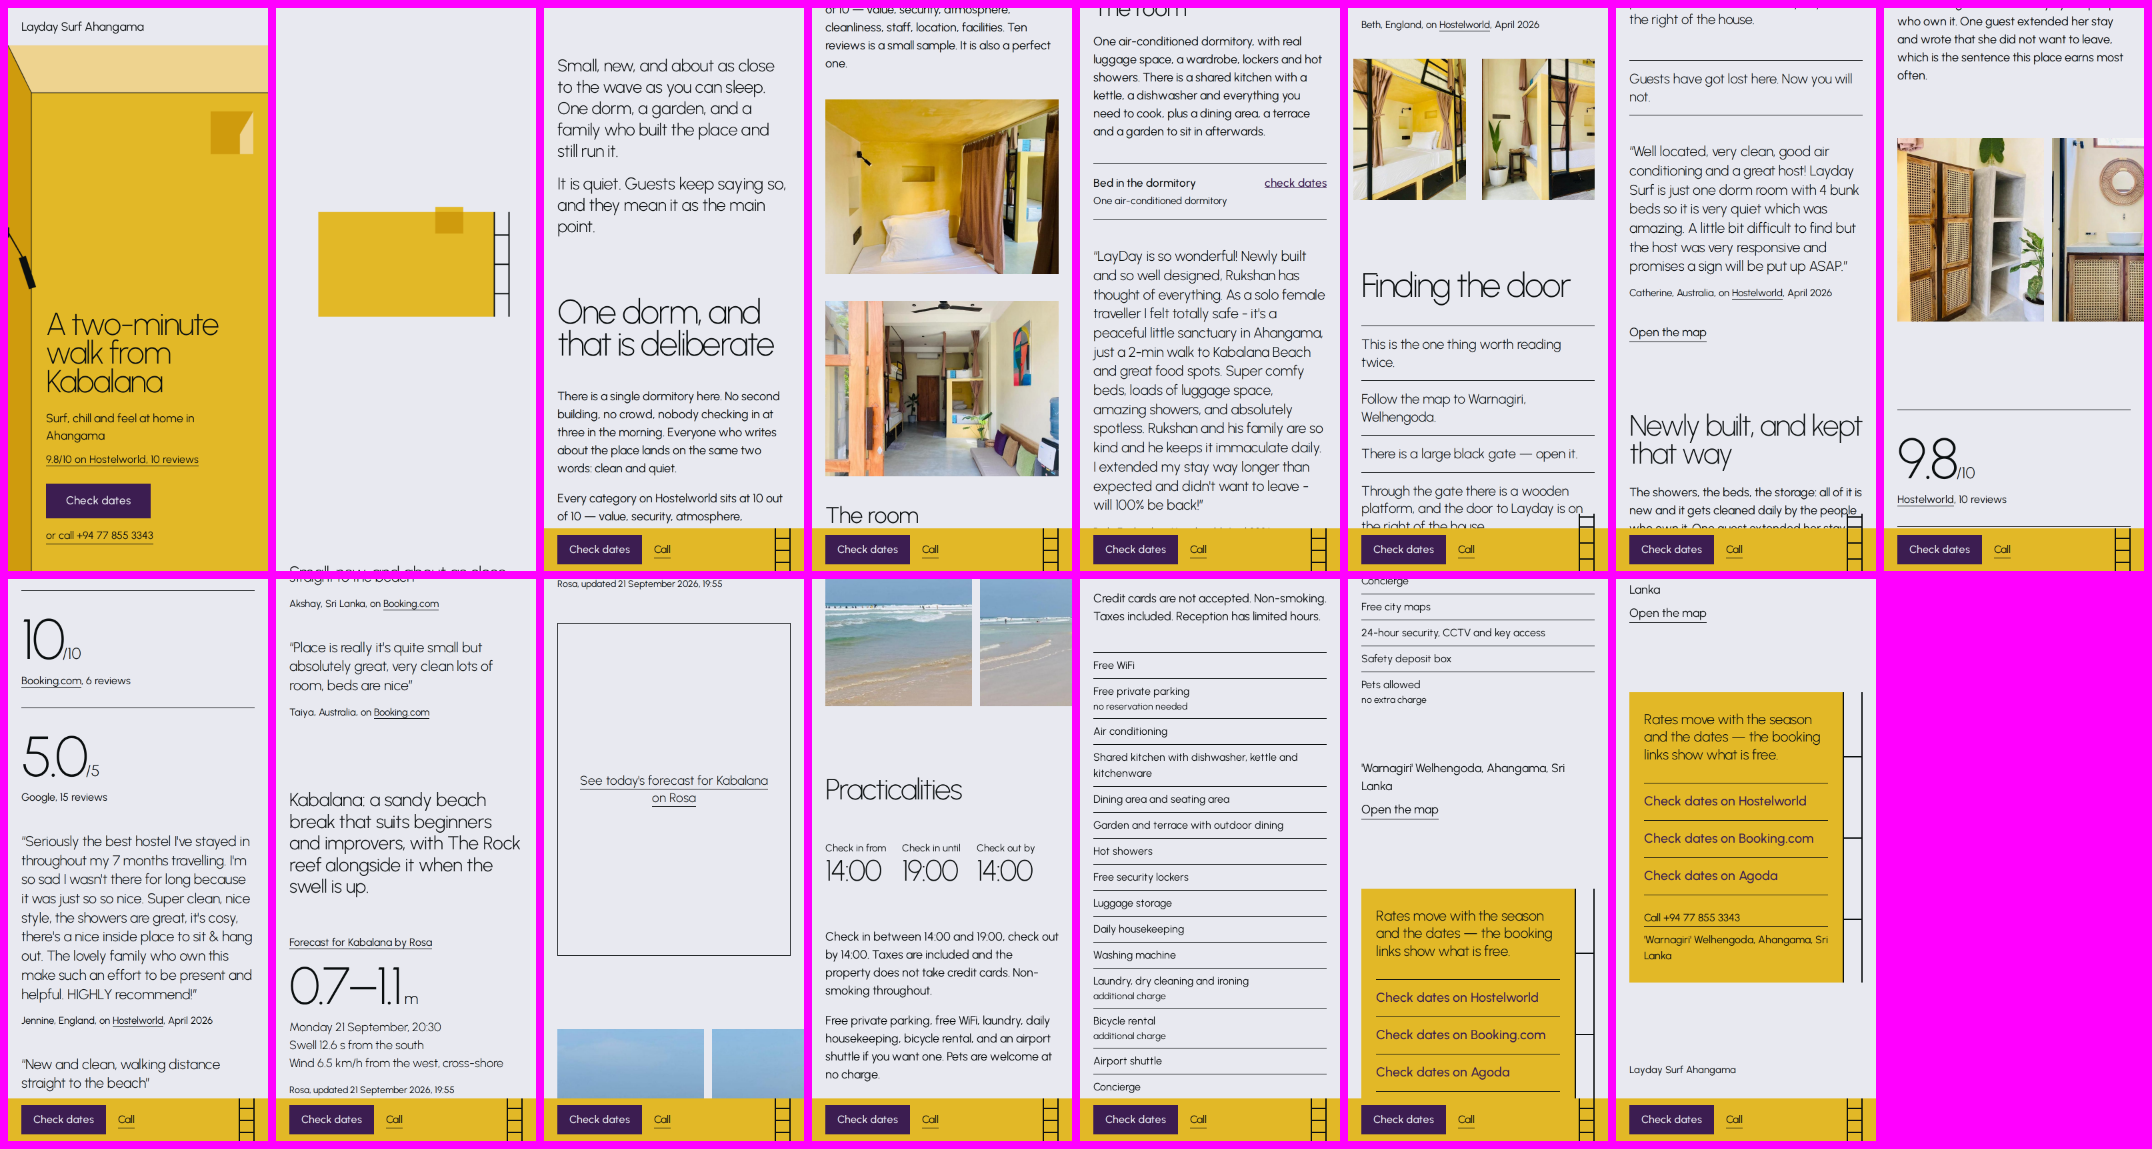 Layday Surf Ahangama
A two-minute
walk from
Kabalana
Surf, chill and feel at home in
Ahangama
9.8/10 on Hostelworld, 10 reviews
Check dates
or call +94 77 855 3343
Small, new, and about as close
Small, new, and about as close
to the wave as you can sleep.
One dorm, a garden, and a
family who built the place and
still run it.
It is quiet. Guests keep saying so,
and they mean it as the main
point.
One dorm, and
that is deliberate
There is a single dormitory here. No second
building, no crowd, nobody checking in at
three in the morning. Everyone who writes
about the place lands on the same two
words: clean and quiet.
Every category on Hostelworld sits at 10 out
of 10 — value, security, atmosphere,
Check dates
Call
of 10 — value, security, atmosphere,
cleanliness, staff, location, facilities. Ten
reviews is a small sample. It is also a perfect
one.
The room
Check dates
Call
The room
One air-conditioned dormitory, with real
luggage space, a wardrobe, lockers and hot
showers. There is a shared kitchen with a
kettle, a dishwasher and everything you
need to cook, plus a dining area, a terrace
and a garden to sit in afterwards.
Bed in the dormitory
check dates
One air-conditioned dormitory
“LayDay is so wonderful! Newly built
and so well designed, Rukshan has
thought of everything. As a solo female
traveller I felt totally safe - it's a
peaceful little sanctuary in Ahangama,
just a 2-min walk to Kabalana Beach
and great food spots. Super comfy
beds, loads of luggage space,
amazing showers, and absolutely
spotless. Rukshan and his family are so
kind and he keeps it immaculate daily.
I extended my stay way longer than
expected and didn't want to leave -
will 100% be back!”
Check dates
Call
Beth, England, on Hostelworld, April 2026
Finding the door
This is the one thing worth reading
twice.
Follow the map to Warnagiri,
Welhengoda.
There is a large black gate — open it.
Through the gate there is a wooden
platform, and the door to Layday is on
the right of the house.
Check dates
Call
the right of the house.
Guests have got lost here. Now you will
not.
“Well located, very clean, good air
conditioning and a great host! Layday
Surf is just one dorm room with 4 bunk
beds so it is very quiet which was
amazing. A little bit difficult to find but
the host was very responsive and
promises a sign will be put up ASAP.”
Catherine, Australia, on Hostelworld, April 2026
Open the map
Newly built, and kept
that way
The showers, the beds, the storage: all of it is
new and it gets cleaned daily by the people
who own it. One guest extended her stay
Check dates
Call
who own it. One guest extended her stay
and wrote that she did not want to leave,
which is the sentence this place earns most
often.
9.8/10
Hostelworld, 10 reviews
Check dates
Call
10/10
Booking.com, 6 reviews
5.0/5
Google, 15 reviews
“Seriously the best hostel I've stayed in
throughout my 7 months travelling. I'm
so sad I wasn't there for long because
it was just so so nice. Super clean, nice
style, the showers are great, it's cosy,
there's a nice inside place to sit & hang
out. The lovely family who own this
make such an effort to be present and
helpful. HIGHLY recommend!”
Jennine, England, on Hostelworld, April 2026
“New and clean, walking distance
straight to the beach”
Check dates
Call
straight to the beach”
Akshay, Sri Lanka, on Booking.com
“Place is really it's quite small but
absolutely great, very clean lots of
room, beds are nice”
Taiya, Australia, on Booking.com
Kabalana: a sandy beach
break that suits beginners
and improvers, with The Rock
reef alongside it when the
swell is up.
Forecast for Kabalana by Rosa
0.7–1.1 m
Monday 21 September, 20:30
Swell 12.6 s from the south
Wind 6.5 km/h from the west, cross-shore
Rosa, updated 21 September 2026, 19:55
Check dates
Call
Rosa, updated 21 September 2026, 19:55
See today's forecast for Kabalana
on Rosa
Check dates
Call
Practicalities
Check in from
Check in until
Check out by
14:00
19:00
14:00
Check in between 14:00 and 19:00, check out
by 14:00. Taxes are included and the
property does not take credit cards. Non-
smoking throughout.
Free private parking, free WiFi, laundry, daily
housekeeping, bicycle rental, and an airport
shuttle if you want one. Pets are welcome at
no charge.
Check dates
Call
Credit cards are not accepted. Non-smoking.
Taxes included. Reception has limited hours.
Free WiFi
Free private parking
no reservation needed
Air conditioning
Shared kitchen with dishwasher, kettle and
kitchenware
Dining area and seating area
Garden and terrace with outdoor dining
Hot showers
Free security lockers
Luggage storage
Daily housekeeping
Washing machine
Laundry, dry cleaning and ironing
additional charge
Bicycle rental
additional charge
Airport shuttle
Concierge
Check dates
Call
Concierge
Free city maps
24-hour security, CCTV and key access
Safety deposit box
Pets allowed
no extra charge
'Warnagiri' Welhengoda, Ahangama, Sri
Lanka
Open the map
Rates move with the season
and the dates — the booking
links show what is free.
Check dates on Hostelworld
Check dates on Booking.com
Check dates on Agoda
Check dates
Call
Lanka
Open the map
Rates move with the season
and the dates — the booking
links show what is free.
Check dates on Hostelworld
Check dates on Booking.com
Check dates on Agoda
Call +94 77 855 3343
'Warnagiri' Welhengoda, Ahangama, Sri
Lanka
Layday Surf Ahangama
Check dates
Call